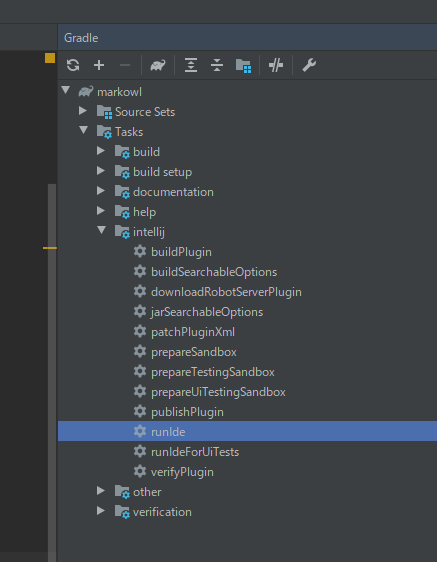 Gradle
markowl
Source Sets
Tasks
build
build setup
documentation
help
intellij
buildPlugin
buildSearchableOptions
downloadRobotServerPlugin
jarSearchableOptions
patchPluginXml
prepareSandbox
prepareTestingSandbox
prepareUiTestingSandbox
publishPlugin
runIde
runIdeForUiTests
verifyPlugin
other
verification